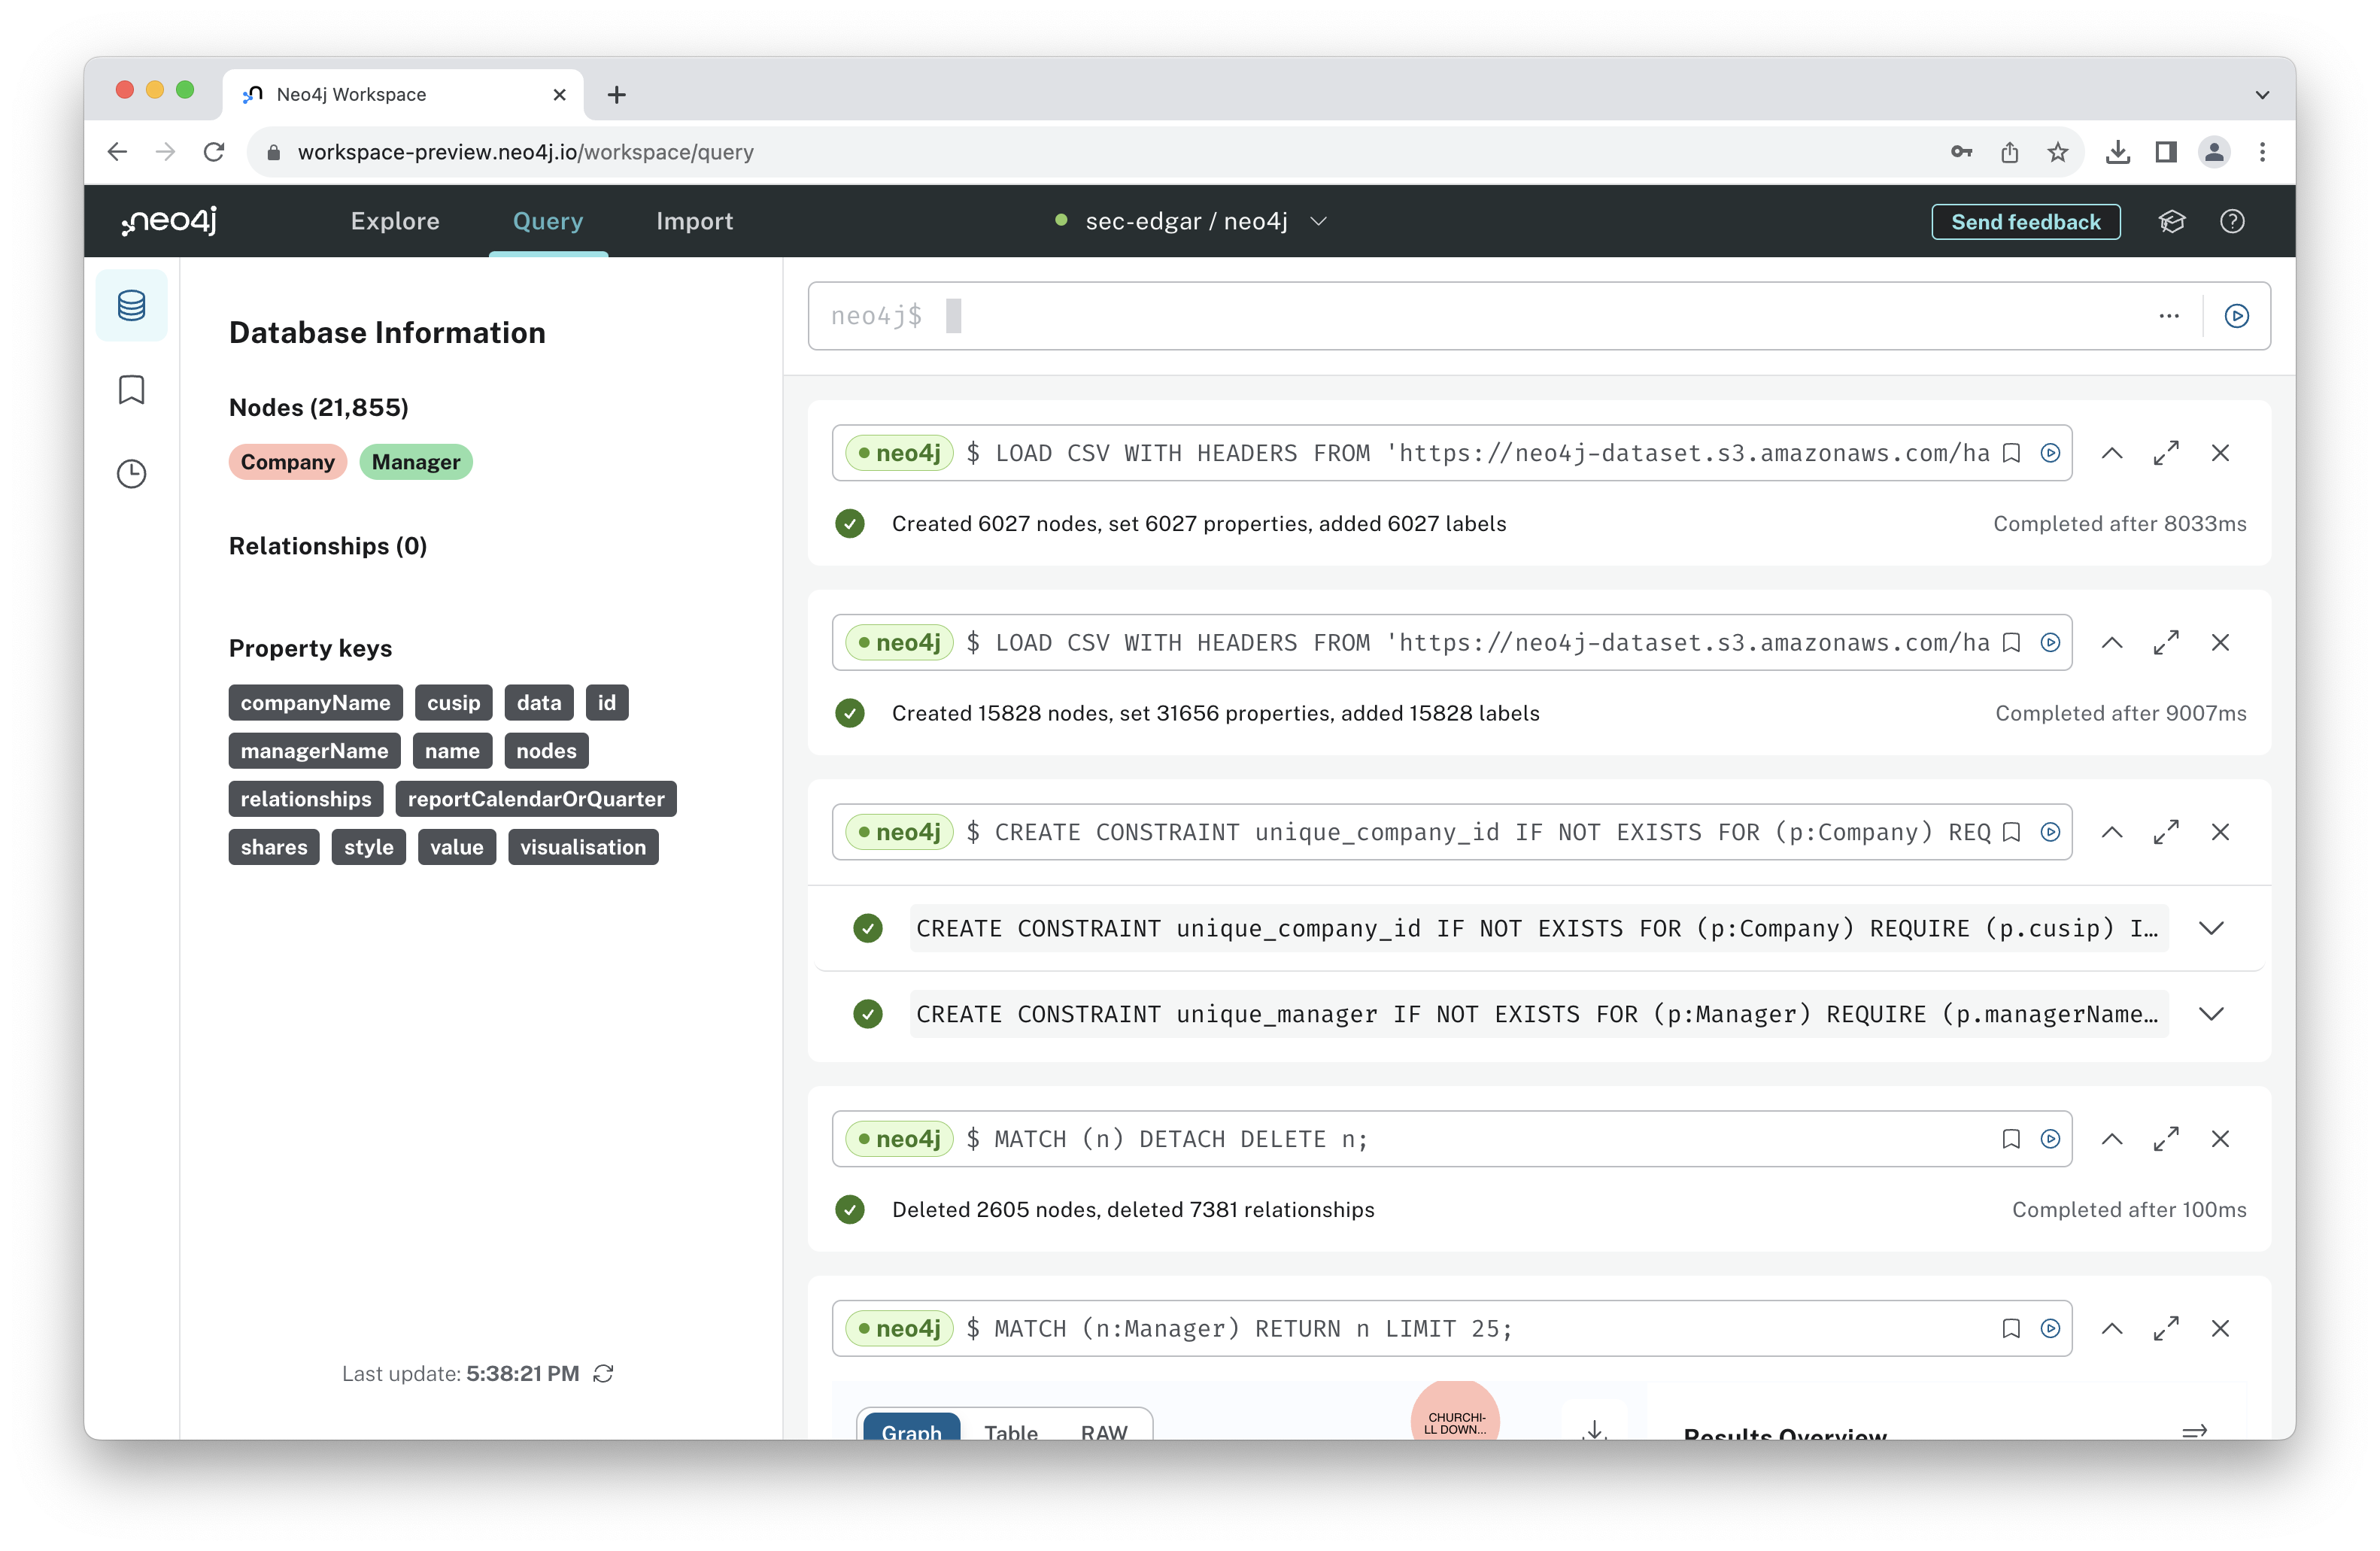 Neo4j Workspace
workspace-preview.neo4j.io/workspace/query
neo4j
Explore
Query
Import
sec-edgar / neo4j
Send feedback
Database Information
Nodes (21,855)
Company Manager
Relationships (0)
Property keys
companyName cusip data id
managerName name nodes
relationships reportCalendarOrQuarter
shares style value visualisation
Last update: 5:38:21 PM
neo4j$
neo4j $ LOAD CSV WITH HEADERS FROM 'https://neo4j-dataset.s3.amazonaws.com/ha
Created 6027 nodes, set 6027 properties, added 6027 labels
Completed after 8033ms
neo4j $ LOAD CSV WITH HEADERS FROM 'https://neo4j-dataset.s3.amazonaws.com/ha
Created 15828 nodes, set 31656 properties, added 15828 labels
Completed after 9007ms
neo4j $ CREATE CONSTRAINT unique_company_id IF NOT EXISTS FOR (p:Company) REQ
CREATE CONSTRAINT unique_company_id IF NOT EXISTS FOR (p:Company) REQUIRE (p.cusip) I…
CREATE CONSTRAINT unique_manager IF NOT EXISTS FOR (p:Manager) REQUIRE (p.managerName…
neo4j $ MATCH (n) DETACH DELETE n;
Deleted 2605 nodes, deleted 7381 relationships
Completed after 100ms
neo4j $ MATCH (n:Manager) RETURN n LIMIT 25;
Graph Table RAW
CHURCHI-
LL DOWN...
Results Overview